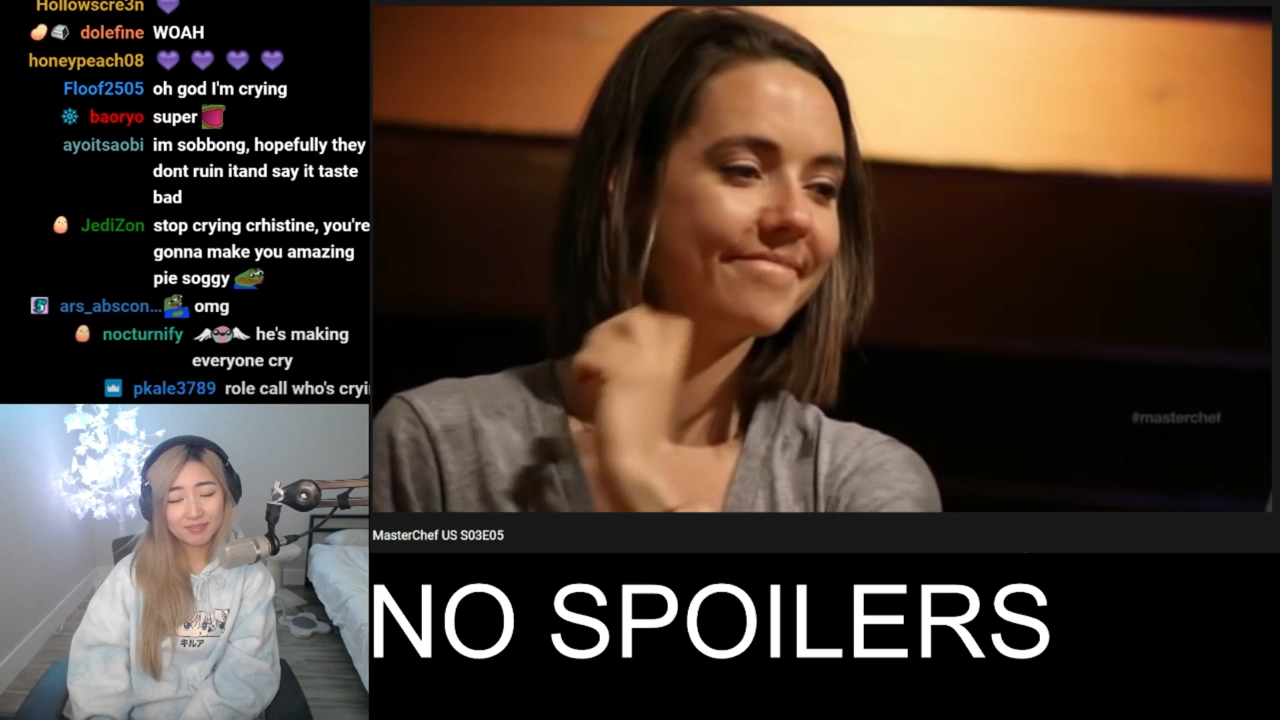 Hollowscre3n
dolefine WOAH
honeypeach08
Floof2505 oh god I'm crying
baoryo super
ayoitsaobi im sobbong, hopefully they
dont ruin itand say it taste
bad
JediZon stop crying crhistine, you're
gonna make you amazing
pie soggy
ars_abscon... omg
nocturnify he's making
everyone cry
pkale3789 role call who's cryi
#masterchef
MasterChef US S03E05
NO SPOILERS
キルア